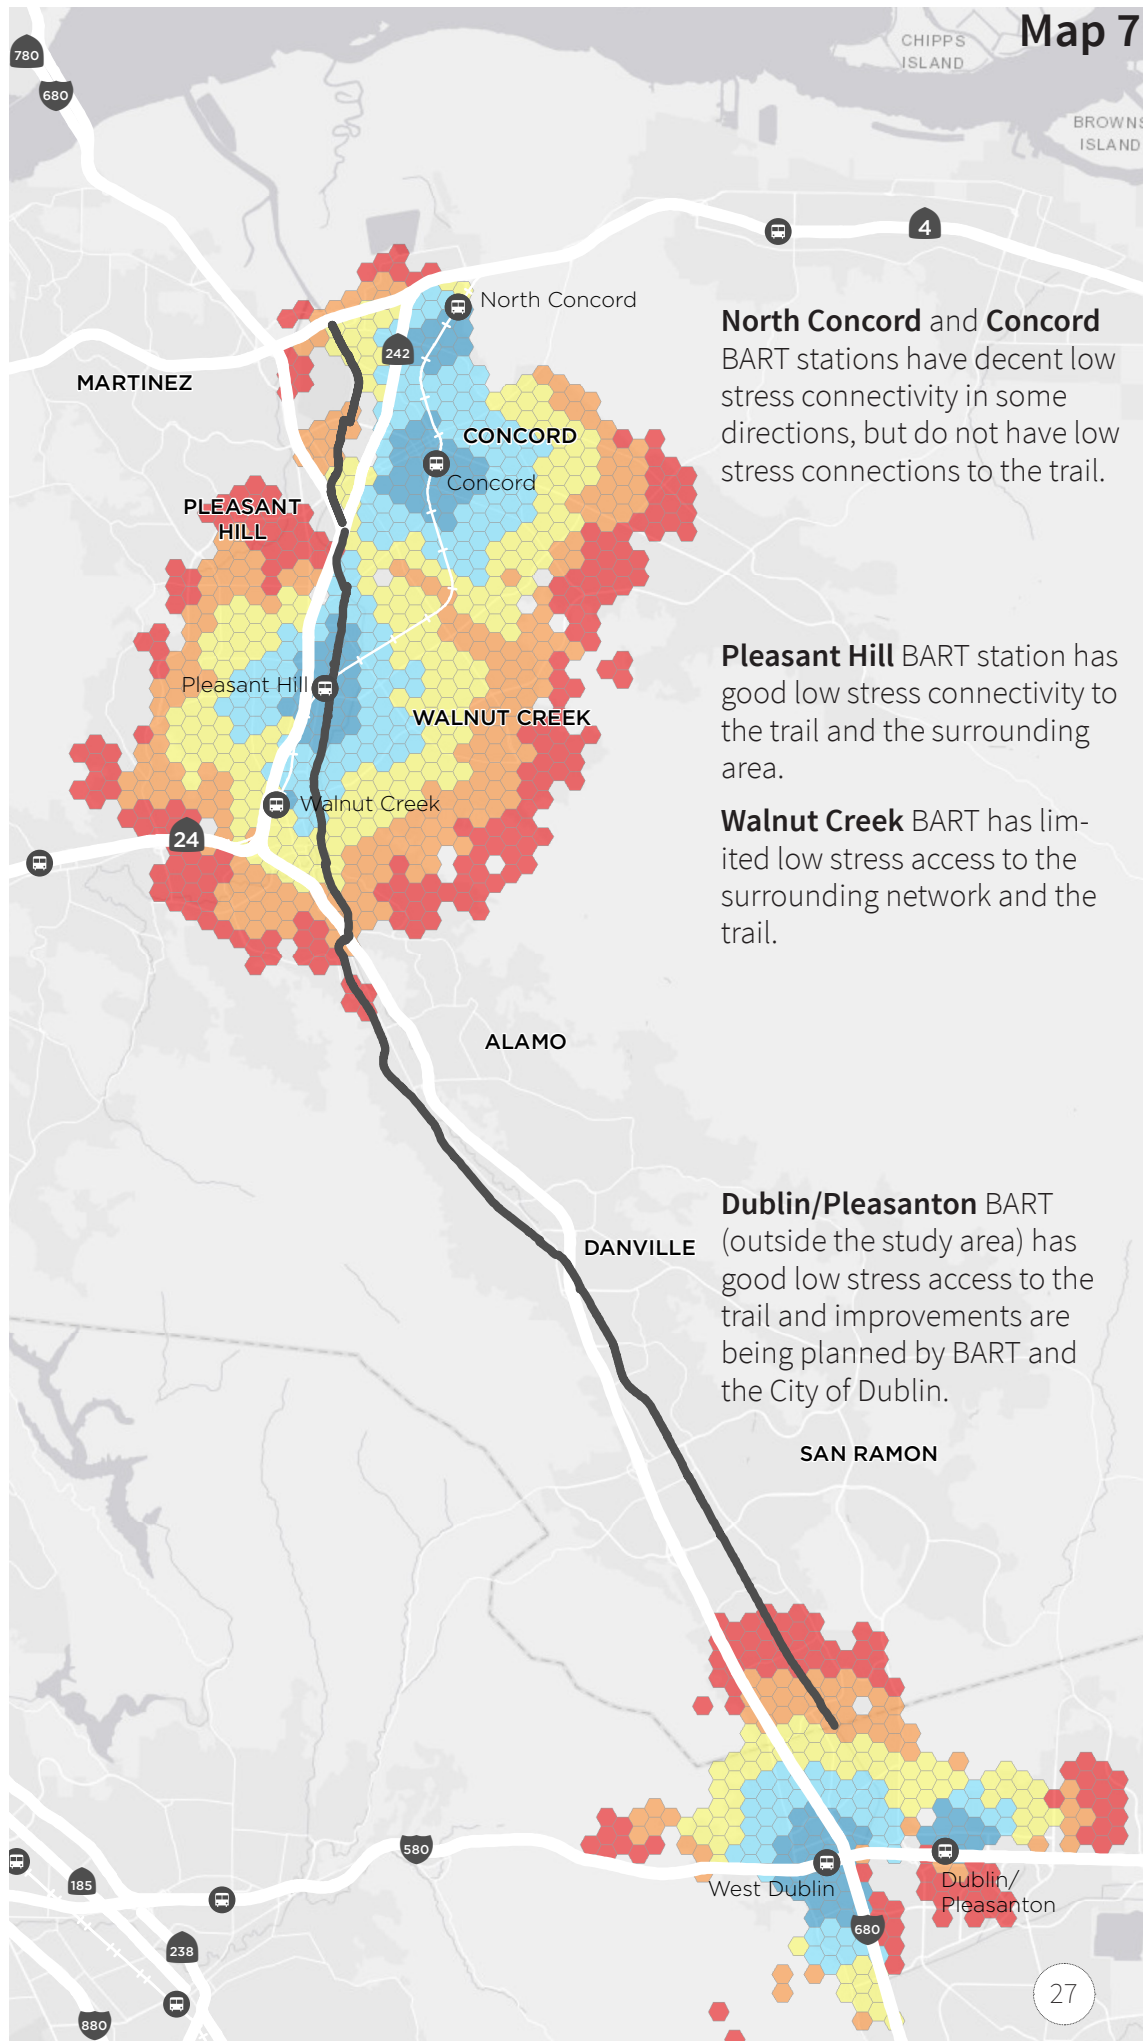 Map 7
CHIPPS
ISLAND
780
680
BROWNS
ISLAND
4
North Concord
242
MARTINEZ
North Concord and Concord
BART stations have decent low
stress connectivity in some
directions, but do not have low
stress connections to the trail.
CONCORD
Concord
PLEASANT
HILL
Pleasant Hill BART station has
good low stress connectivity to
the trail and the surrounding
area.
Pleasant Hill
WALNUT CREEK
Walnut Creek
24
Walnut Creek BART has lim-
ited low stress access to the
surrounding network and the
trail.
ALAMO
Dublin/Pleasanton BART
(outside the study area) has
good low stress access to the
trail and improvements are
being planned by BART and
the City of Dublin.
DANVILLE
SAN RAMON
580
185
West Dublin
Dublin/
Pleasanton
680
238
880
27